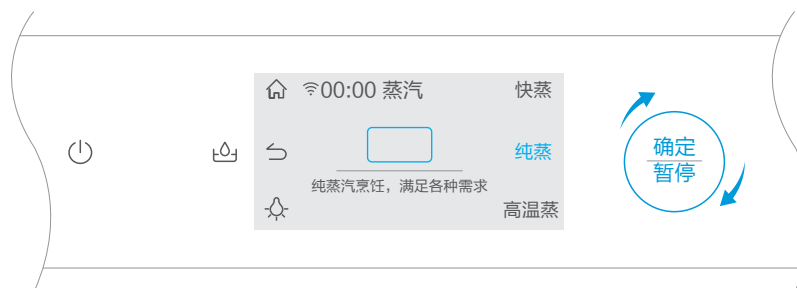 00:00 蒸汽
快蒸
纯蒸
纯蒸汽烹饪，满足各种需求
高温蒸
确定
暂停